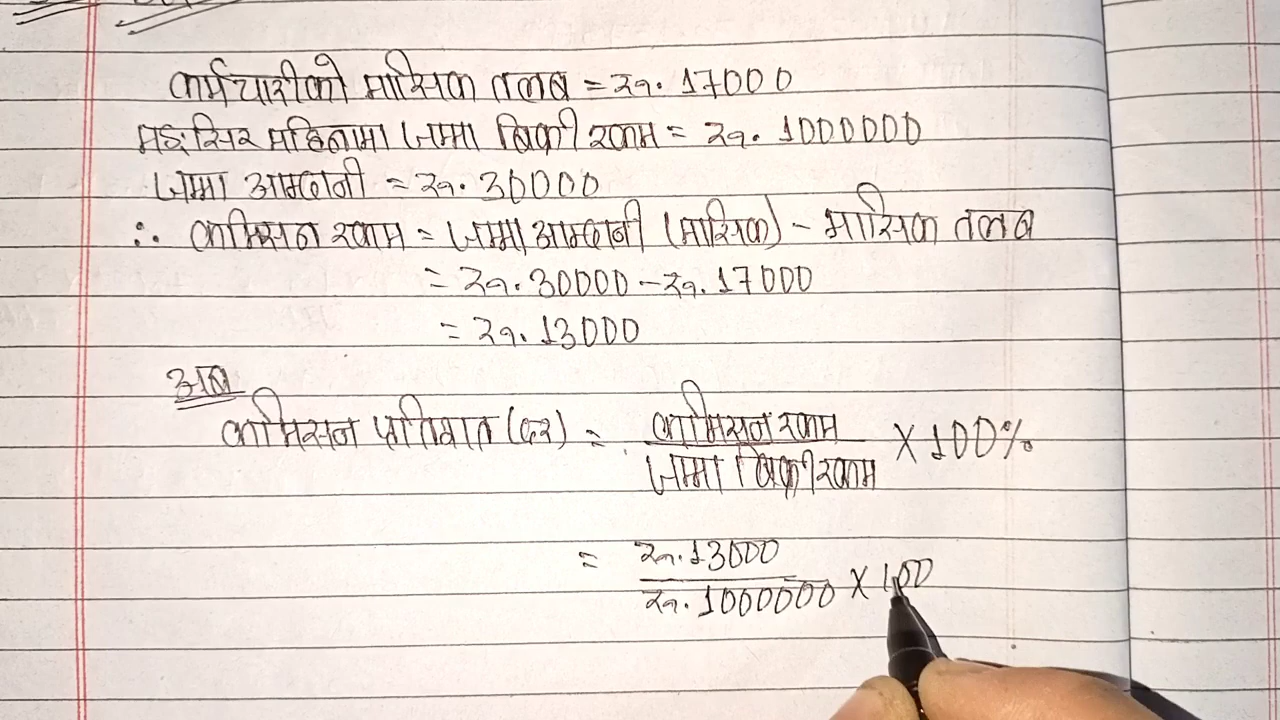 कर्मचारीको मासिक तलब = रु. 17000
मङ्सिर महिनामा जम्मा बिक्री रकम = रु. 1000000
जम्मा आम्दानी = रु. 30000
∴ कमिसन रकम = जम्मा आम्दानी (मासिक) - मासिक तलब
= रु. 30000 - रु. 17000
= रु. 13000
अब
कमिसन प्रतिशत (दर) = कमिसन रकम / जम्मा बिक्री रकम × 100%
= रु. 13000 / रु. 1000000 × 100